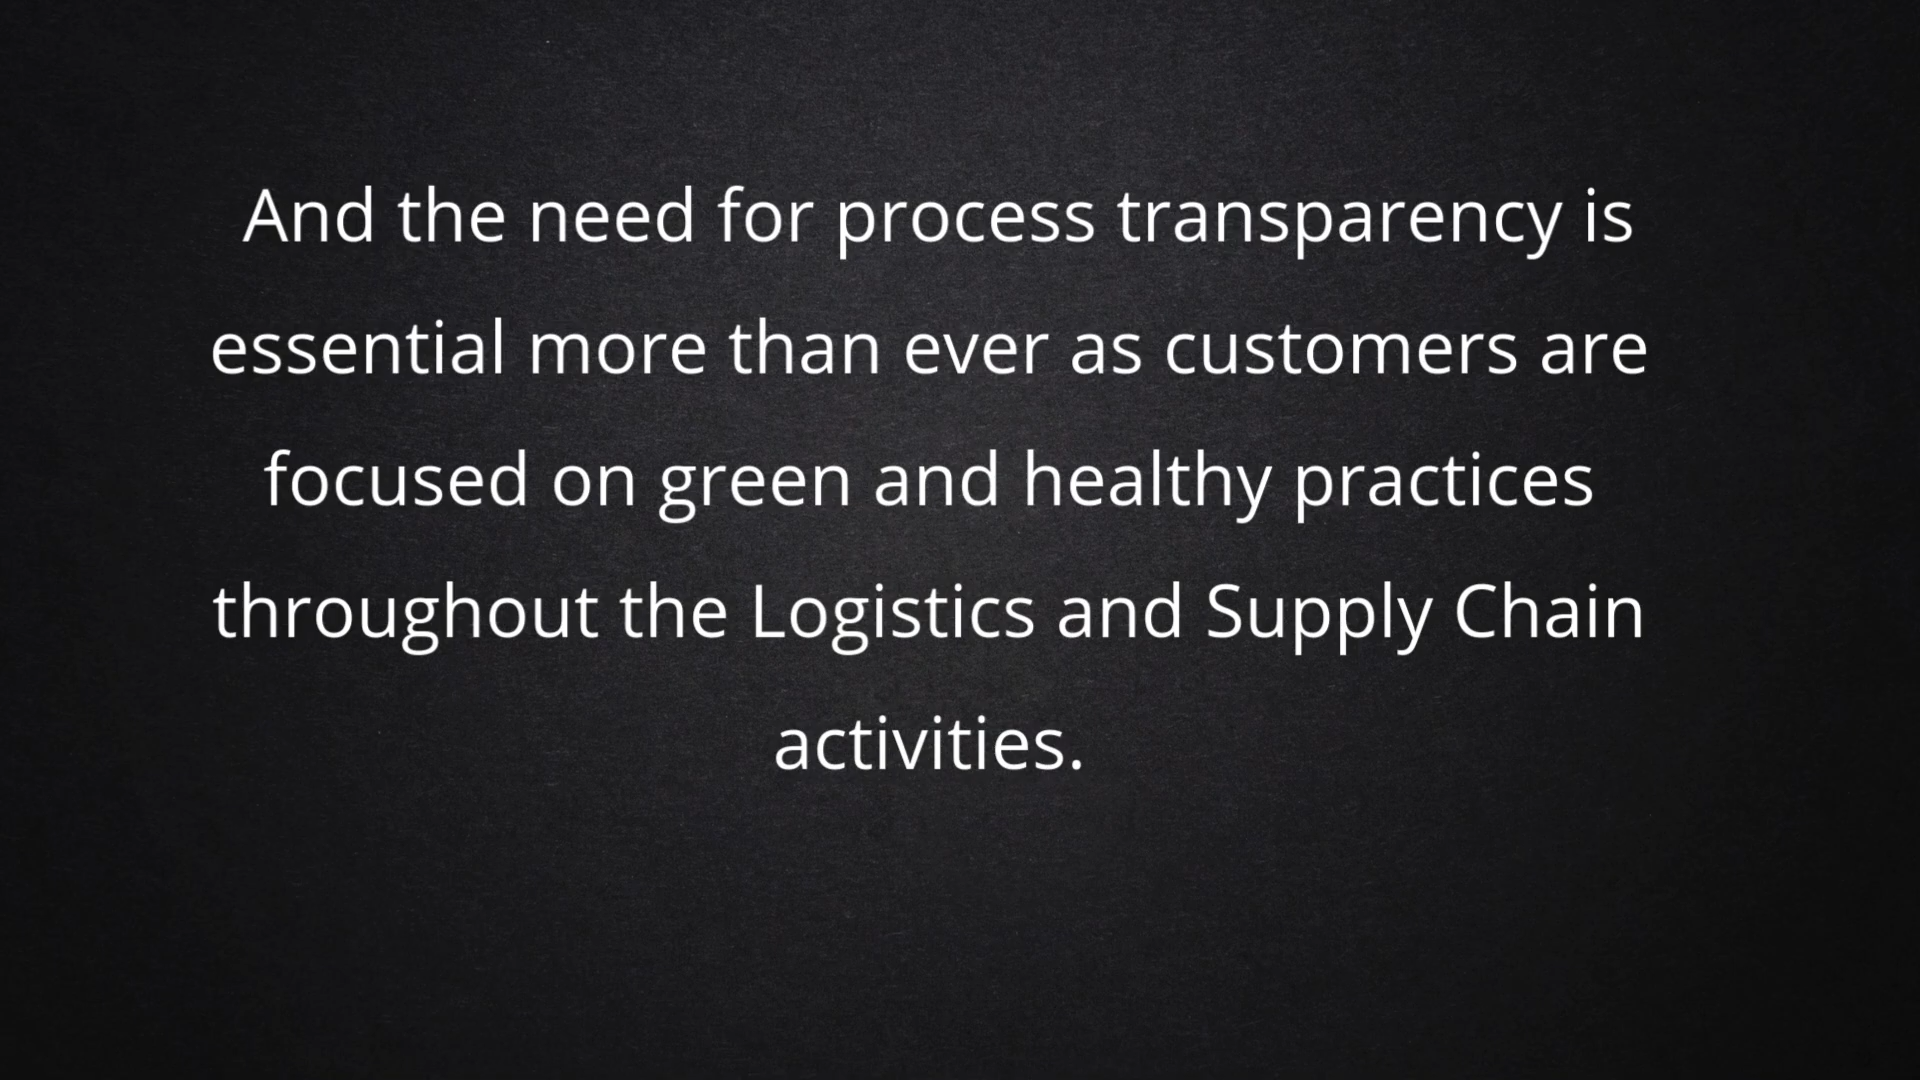 And the need for process transparency is
essential more than ever as customers are
focused on green and healthy practices
throughout the Logistics and Supply Chain
activities.